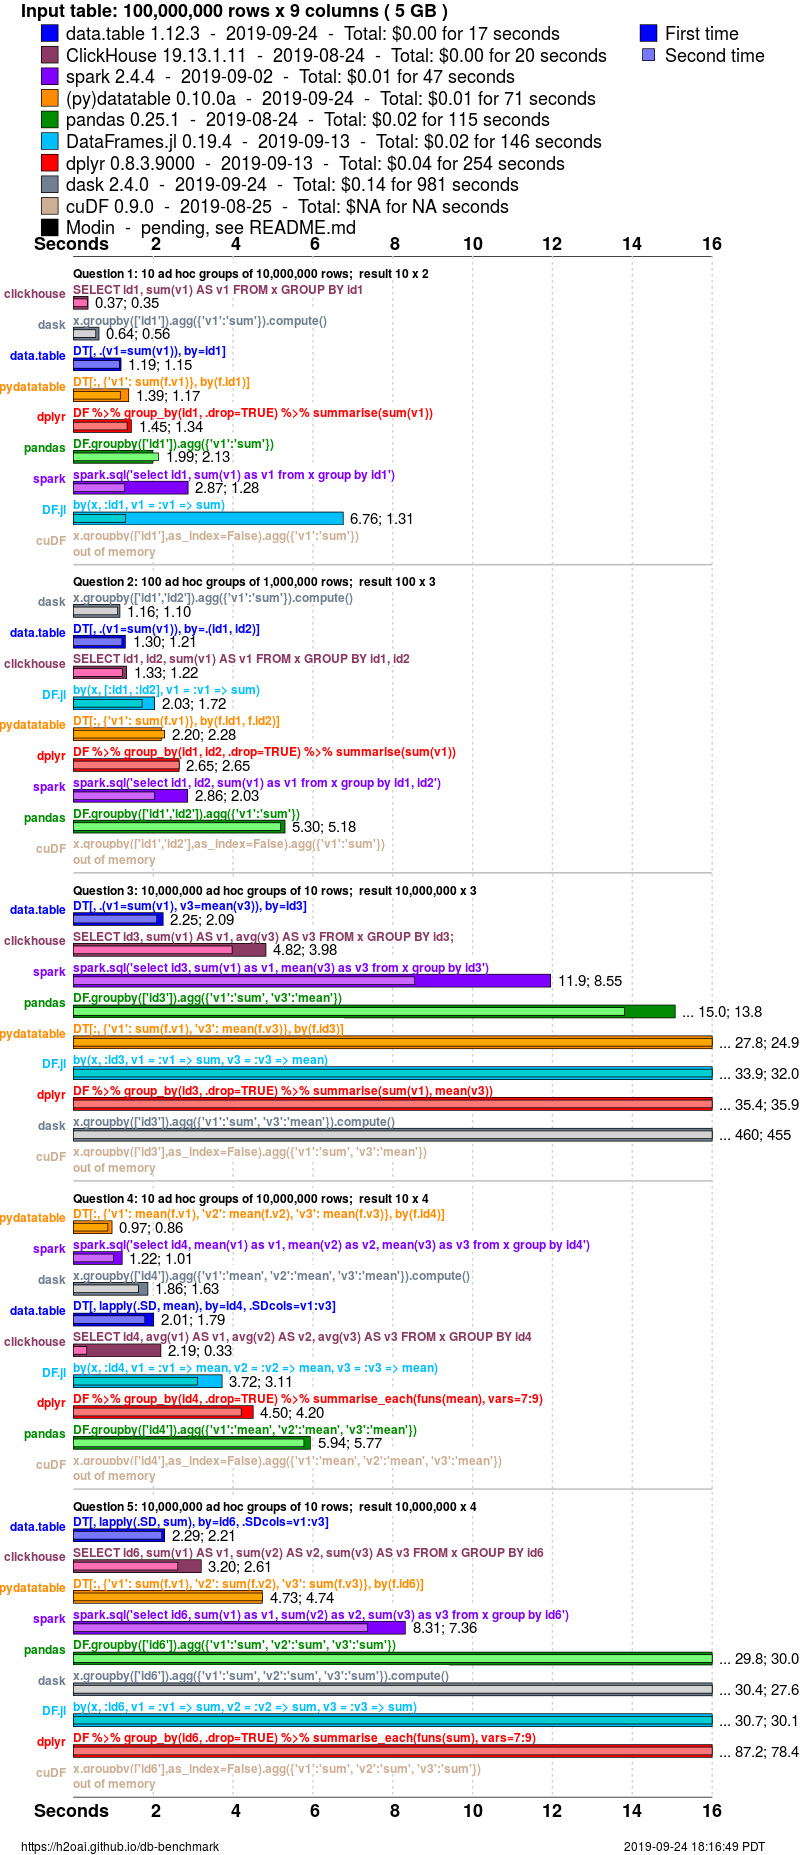 Input table: 100,000,000 rows x 9 columns ( 5 GB )
data.table 1.12.3 - 2019-09-24 - Total: $0.00 for 17 seconds
First time
ClickHouse 19.13.1.11 - 2019-08-24 - Total: $0.00 for 20 seconds
Second time
spark 2.4.4 - 2019-09-02 - Total: $0.01 for 47 seconds
(py)datatable 0.10.0a - 2019-09-24 - Total: $0.01 for 71 seconds
pandas 0.25.1 - 2019-08-24 - Total: $0.02 for 115 seconds
DataFrames.jl 0.19.4 - 2019-09-13 - Total: $0.02 for 146 seconds
dplyr 0.8.3.9000 - 2019-09-13 - Total: $0.04 for 254 seconds
dask 2.4.0 - 2019-09-24 - Total: $0.14 for 981 seconds
cuDF 0.9.0 - 2019-08-25 - Total: $NA for NA seconds
Modin - pending, see README.md
Seconds 2 4 6 8 10 12 14 16
Question 1: 10 ad hoc groups of 10,000,000 rows; result 10 x 2
clickhouse SELECT id1, sum(v1) AS v1 FROM x GROUP BY id1
0.37; 0.35
dask x.groupby(['id1']).agg({'v1':'sum'}).compute()
0.64; 0.56
data.table DT[, .(v1=sum(v1)), by=id1]
1.19; 1.15
pydatatable DT[:, {'v1': sum(f.v1)}, by(f.id1)]
1.39; 1.17
dplyr DF %>% group_by(id1, .drop=TRUE) %>% summarise(sum(v1))
1.45; 1.34
pandas DF.groupby(['id1']).agg({'v1':'sum'})
1.99; 2.13
spark spark.sql('select id1, sum(v1) as v1 from x group by id1')
2.87; 1.28
DF.jl by(x, :id1, v1 = :v1 => sum)
6.76; 1.31
cuDF x.groupby(['id1'],as_index=False).agg({'v1':'sum'})
out of memory
Question 2: 100 ad hoc groups of 1,000,000 rows; result 100 x 3
dask x.groupby(['id1','id2']).agg({'v1':'sum'}).compute()
1.16; 1.10
data.table DT[, .(v1=sum(v1)), by=.(id1, id2)]
1.30; 1.21
clickhouse SELECT id1, id2, sum(v1) AS v1 FROM x GROUP BY id1, id2
1.33; 1.22
DF.jl by(x, [:id1, :id2], v1 = :v1 => sum)
2.03; 1.72
pydatatable DT[:, {'v1': sum(f.v1)}, by(f.id1, f.id2)]
2.20; 2.28
dplyr DF %>% group_by(id1, id2, .drop=TRUE) %>% summarise(sum(v1))
2.65; 2.65
spark spark.sql('select id1, id2, sum(v1) as v1 from x group by id1, id2')
2.86; 2.03
pandas DF.groupby(['id1','id2']).agg({'v1':'sum'})
5.30; 5.18
cuDF x.groupby(['id1','id2'],as_index=False).agg({'v1':'sum'})
out of memory
Question 3: 10,000,000 ad hoc groups of 10 rows; result 10,000,000 x 3
data.table DT[, .(v1=sum(v1), v3=mean(v3)), by=id3]
2.25; 2.09
clickhouse SELECT id3, sum(v1) AS v1, avg(v3) AS v3 FROM x GROUP BY id3;
4.82; 3.98
spark spark.sql('select id3, sum(v1) as v1, mean(v3) as v3 from x group by id3')
11.9; 8.55
pandas DF.groupby(['id3']).agg({'v1':'sum', 'v3':'mean'})
... 15.0; 13.8
pydatatable DT[:, {'v1': sum(f.v1), 'v3': mean(f.v3)}, by(f.id3)]
... 27.8; 24.9
DF.jl by(x, :id3, v1 = :v1 => sum, v3 = :v3 => mean)
... 33.9; 32.0
dplyr DF %>% group_by(id3, .drop=TRUE) %>% summarise(sum(v1), mean(v3))
... 35.4; 35.9
dask x.groupby(['id3']).agg({'v1':'sum', 'v3':'mean'}).compute()
... 460; 455
cuDF x.groupby(['id3'],as_index=False).agg({'v1':'sum', 'v3':'mean'})
out of memory
Question 4: 10 ad hoc groups of 10,000,000 rows; result 10 x 4
pydatatable DT[:, {'v1': mean(f.v1), 'v2': mean(f.v2), 'v3': mean(f.v3)}, by(f.id4)]
0.97; 0.86
spark spark.sql('select id4, mean(v1) as v1, mean(v2) as v2, mean(v3) as v3 from x group by id4')
1.22; 1.01
dask x.groupby(['id4']).agg({'v1':'mean', 'v2':'mean', 'v3':'mean'}).compute()
1.86; 1.63
data.table DT[, lapply(.SD, mean), by=id4, .SDcols=v1:v3]
2.01; 1.79
clickhouse SELECT id4, avg(v1) AS v1, avg(v2) AS v2, avg(v3) AS v3 FROM x GROUP BY id4
2.19; 0.33
DF.jl by(x, :id4, v1 = :v1 => mean, v2 = :v2 => mean, v3 = :v3 => mean)
3.72; 3.11
dplyr DF %>% group_by(id4, .drop=TRUE) %>% summarise_each(funs(mean), vars=7:9)
4.50; 4.20
pandas DF.groupby(['id4']).agg({'v1':'mean', 'v2':'mean', 'v3':'mean'})
5.94; 5.77
cuDF x.groupby(['id4'],as_index=False).agg({'v1':'mean', 'v2':'mean', 'v3':'mean'})
out of memory
Question 5: 10,000,000 ad hoc groups of 10 rows; result 10,000,000 x 4
data.table DT[, lapply(.SD, sum), by=id6, .SDcols=v1:v3]
2.29; 2.21
clickhouse SELECT id6, sum(v1) AS v1, sum(v2) AS v2, sum(v3) AS v3 FROM x GROUP BY id6
3.20; 2.61
pydatatable DT[:, {'v1': sum(f.v1), 'v2': sum(f.v2), 'v3': sum(f.v3)}, by(f.id6)]
4.73; 4.74
spark spark.sql('select id6, sum(v1) as v1, sum(v2) as v2, sum(v3) as v3 from x group by id6')
8.31; 7.36
pandas DF.groupby(['id6']).agg({'v1':'sum', 'v2':'sum', 'v3':'sum'})
... 29.8; 30.0
dask x.groupby(['id6']).agg({'v1':'sum', 'v2':'sum', 'v3':'sum'}).compute()
... 30.4; 27.6
DF.jl by(x, :id6, v1 = :v1 => sum, v2 = :v2 => sum, v3 = :v3 => sum)
... 30.7; 30.1
dplyr DF %>% group_by(id6, .drop=TRUE) %>% summarise_each(funs(sum), vars=7:9)
... 87.2; 78.4
cuDF x.groupby(['id6'],as_index=False).agg({'v1':'sum', 'v2':'sum', 'v3':'sum'})
out of memory
Seconds 2 4 6 8 10 12 14 16
https://h2oai.github.io/db-benchmark
2019-09-24 18:16:49 PDT